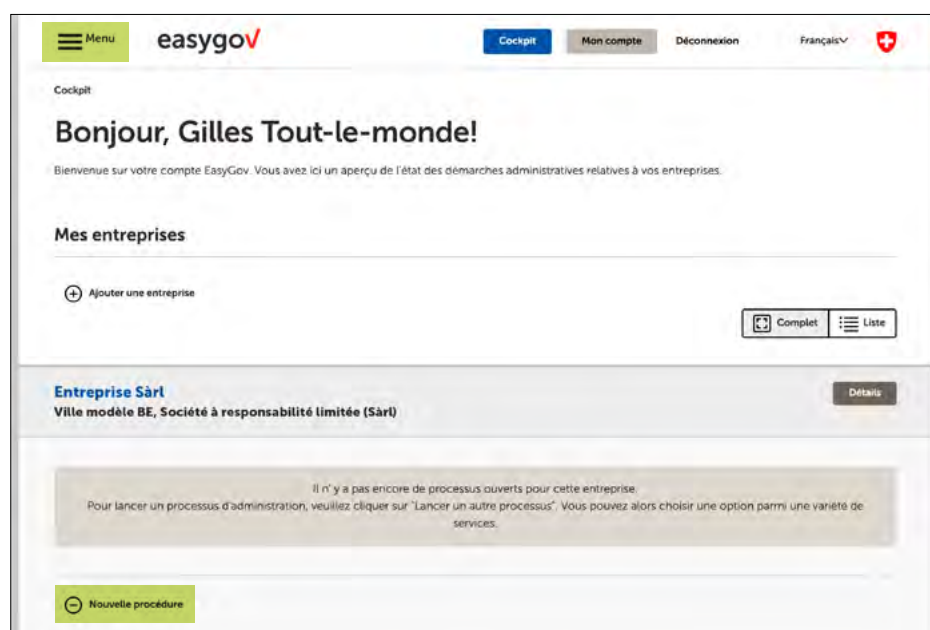 Menu easygov Cockpit Mon compte Déconnexion Français
Cockpit
Bonjour, Gilles Tout-le-monde!
Bienvenue sur votre compte EasyGov. Vous avez ici un aperçu de l'état des démarches administratives relatives à vos entreprises.
Mes entreprises
Ajouter une entreprise
Complet Liste
Entreprise Sàrl Détails
Ville modèle BE, Société à responsabilité limitée (Sàrl)
Il n' y a pas encore de processus ouverts pour cette entreprise.
Pour lancer un processus d'administration, veuillez cliquer sur "Lancer un autre processus". Vous pouvez alors choisir une option parmi une variété de
services.
Nouvelle procédure